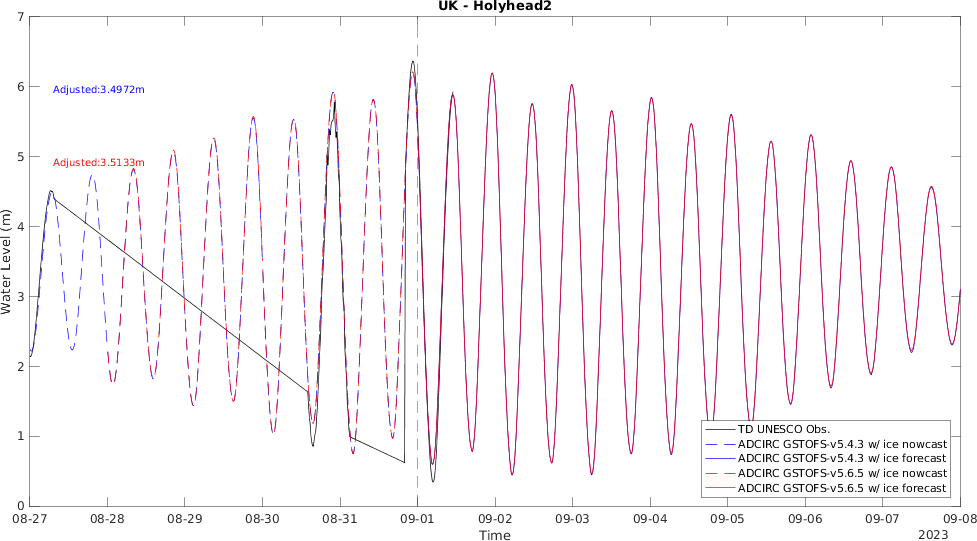 UK - Holyhead2
7
6
5
4
3
2
1
0
Water Level (m)
Adjusted:3.4972m
Adjusted:3.5133m
TD UNESCO Obs.
ADCIRC GSTOFS-v5.4.3 w/ ice nowcast
ADCIRC GSTOFS-v5.4.3 w/ ice forecast
ADCIRC GSTOFS-v5.6.5 w/ ice nowcast
ADCIRC GSTOFS-v5.6.5 w/ ice forecast
08-27 08-28 08-29 08-30 08-31 09-01 09-02 09-03 09-04 09-05 09-06 09-07 09-08
Time
2023